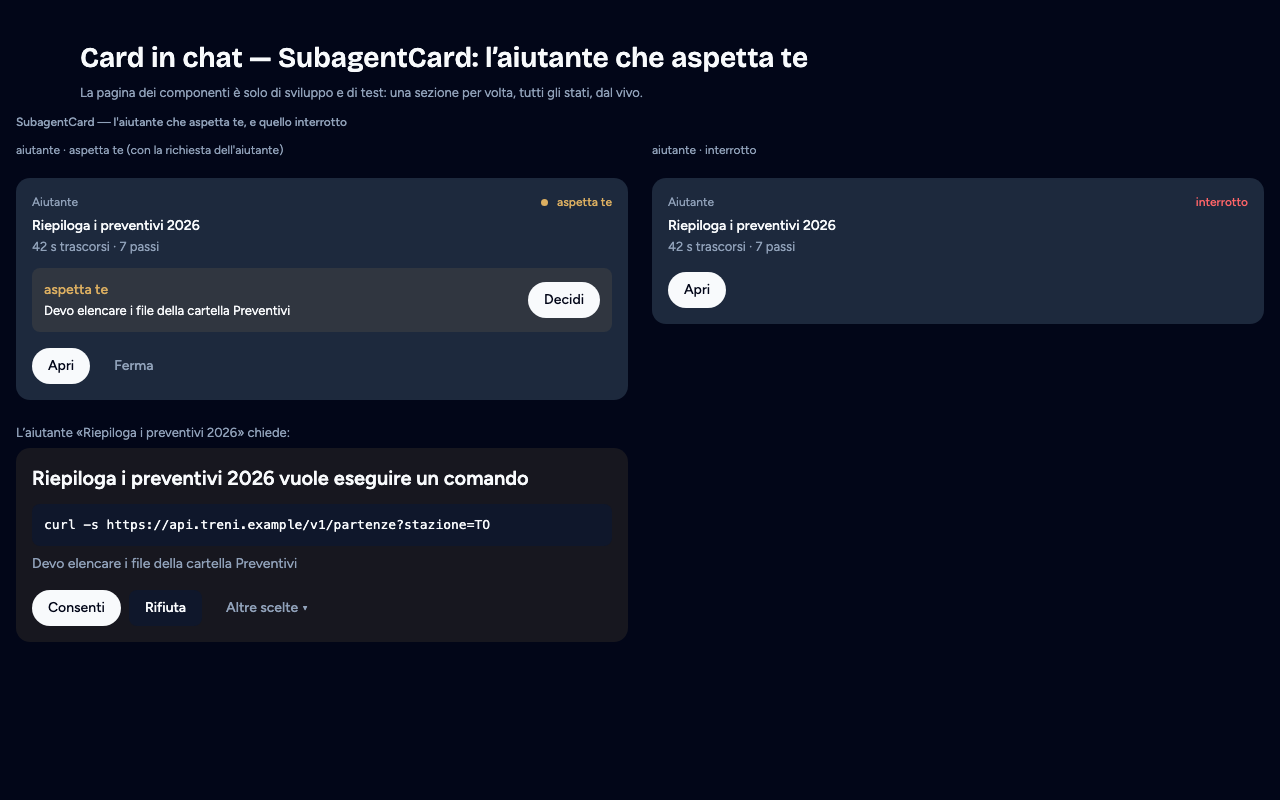 Card in chat — SubagentCard: l’aiutante che aspetta te
La pagina dei componenti è solo di sviluppo e di test: una sezione per volta, tutti gli stati, dal vivo.
SubagentCard — l'aiutante che aspetta te, e quello interrotto
aiutante · aspetta te (con la richiesta dell'aiutante)
Aiutante
aspetta te
Riepiloga i preventivi 2026
42 s trascorsi · 7 passi
aspetta te
Devo elencare i file della cartella Preventivi
Decidi
Apri
Ferma
L’aiutante «Riepiloga i preventivi 2026» chiede:
Riepiloga i preventivi 2026 vuole eseguire un comando
curl -s https://api.treni.example/v1/partenze?stazione=TO
Devo elencare i file della cartella Preventivi
Consenti
Rifiuta
Altre scelte ▾
aiutante · interrotto
Aiutante
interrotto
Riepiloga i preventivi 2026
42 s trascorsi · 7 passi
Apri